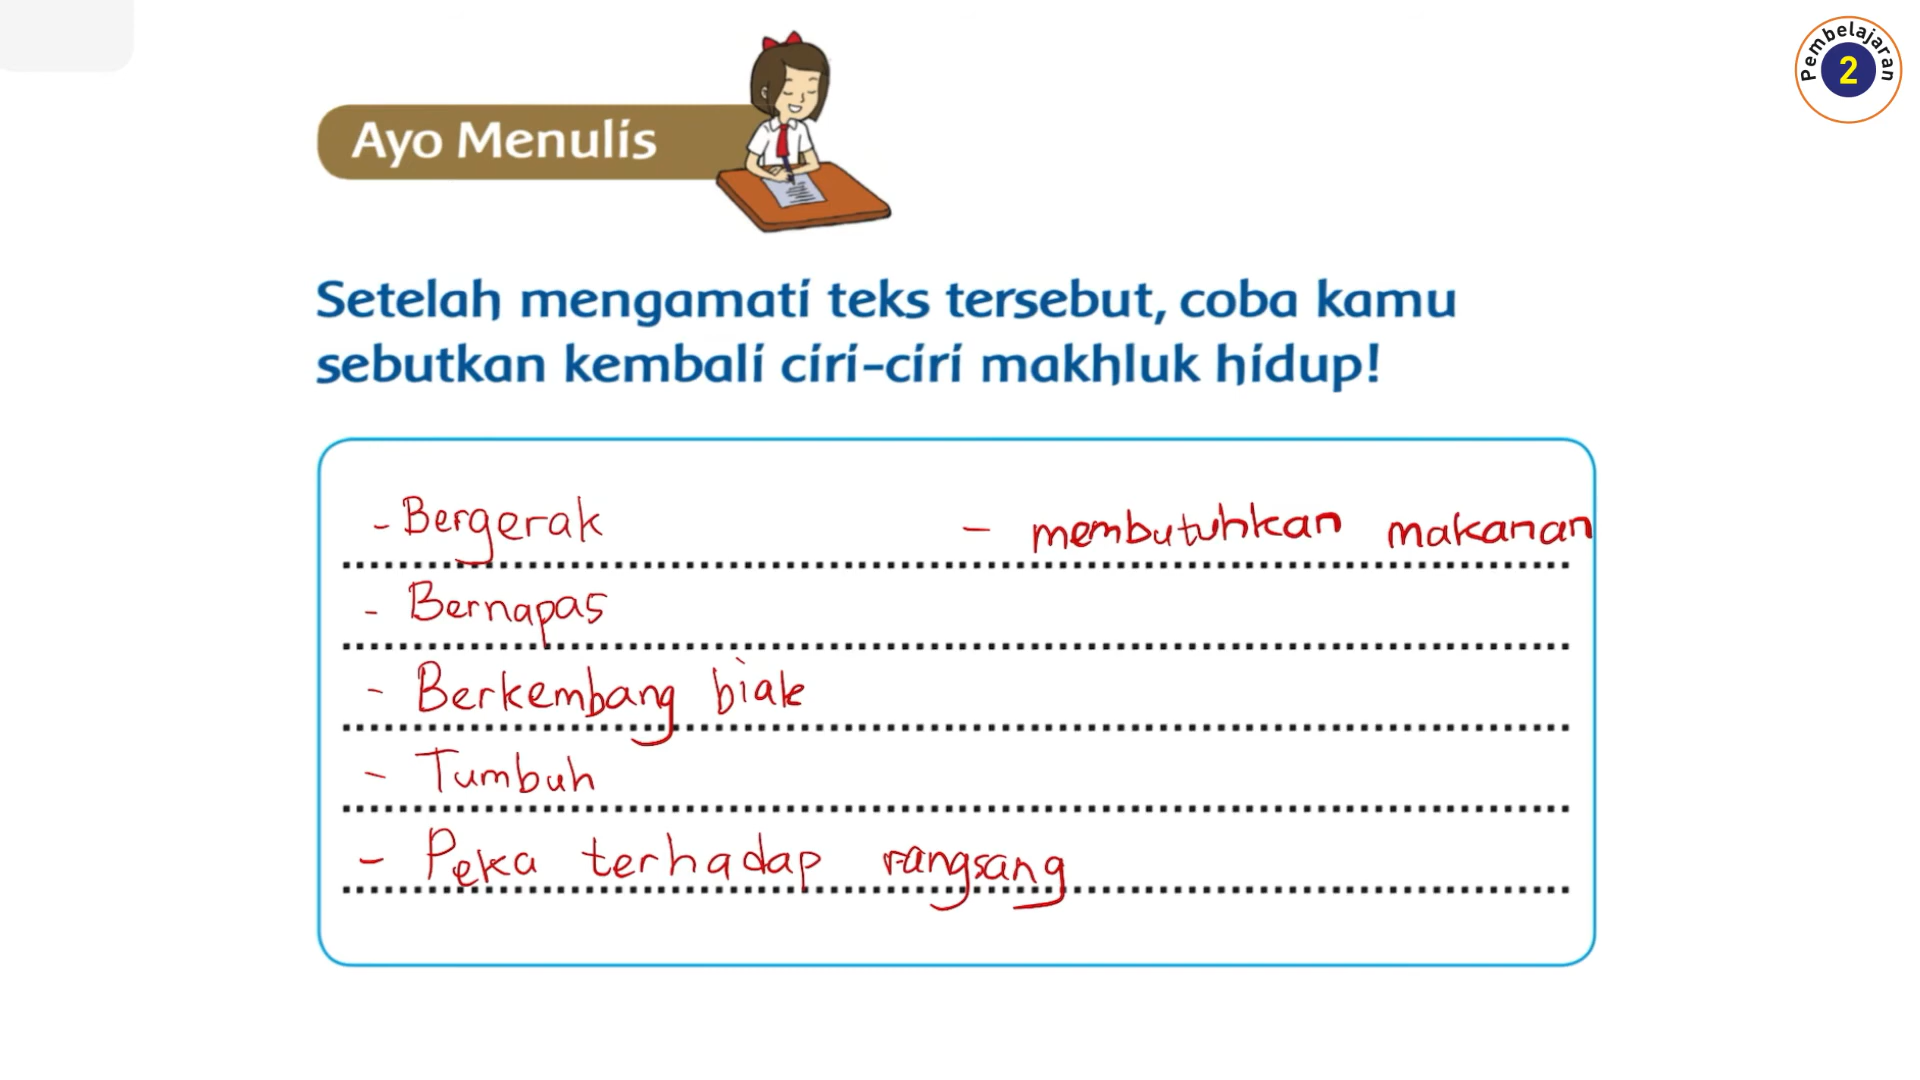 Pembelajaran
2
Ayo Menulis
Setelah mengamati teks tersebut, coba kamu
sebutkan kembali ciri-ciri makhluk hidup!
- Bergerak - membutuhkan makanan
- Bernapas
- Berkembang biak
- Tumbuh
- Peka terhadap rangsang